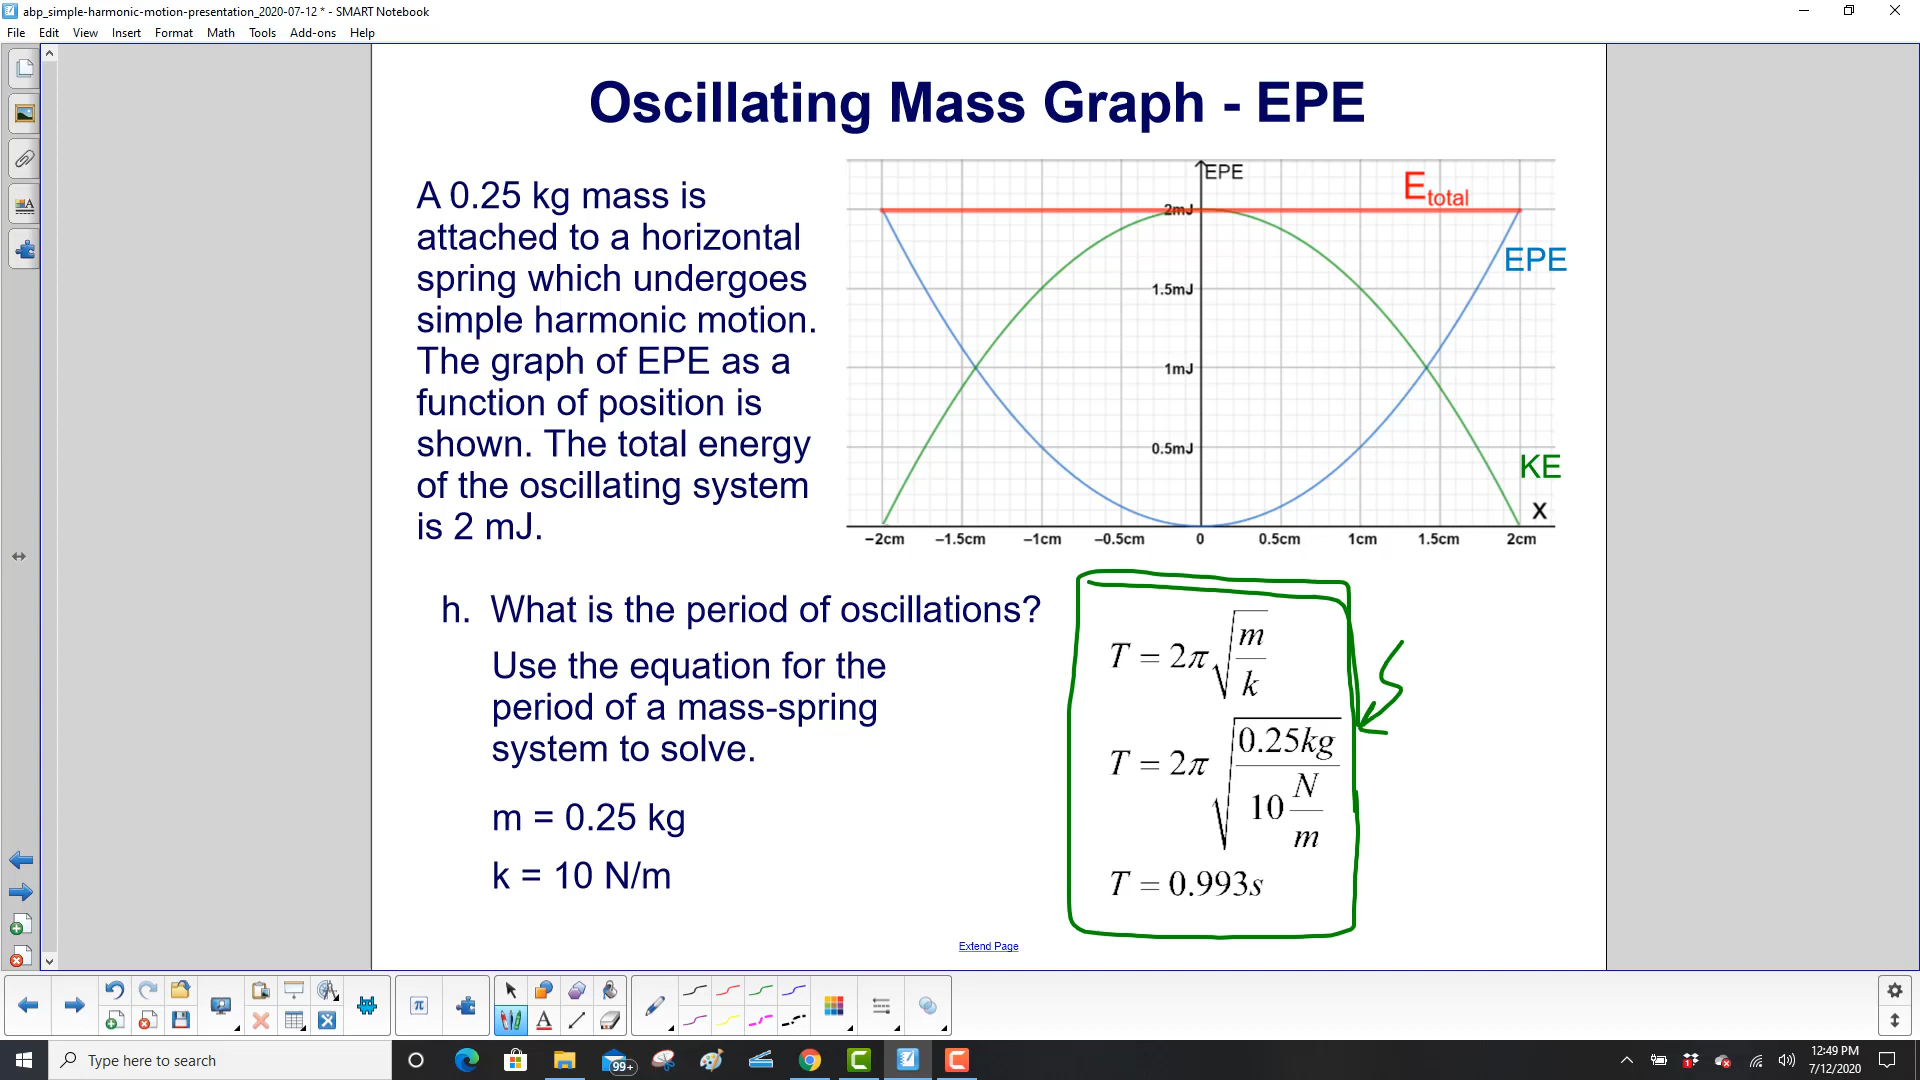 abp_simple-harmonic-motion-presentation_2020-07-12 * - SMART Notebook
File Edit View Insert Format Math Tools Add-ons Help
Oscillating Mass Graph - EPE
A 0.25 kg mass is
attached to a horizontal
spring which undergoes
simple harmonic motion.
The graph of EPE as a
function of position is
shown. The total energy
of the oscillating system
is 2 mJ.
EPE
E_total
2mJ
EPE
1.5mJ
1mJ
0.5mJ
KE
X
−2cm −1.5cm −1cm −0.5cm 0 0.5cm 1cm 1.5cm 2cm
h. What is the period of oscillations?
Use the equation for the
period of a mass-spring
system to solve.
m = 0.25 kg
k = 10 N/m
T = 2π√(m/k)
T = 2π√(0.25kg/(10 N/m))
T = 0.993s
Extend Page
π
A
Type here to search
99+
1
12:49 PM
7/12/2020